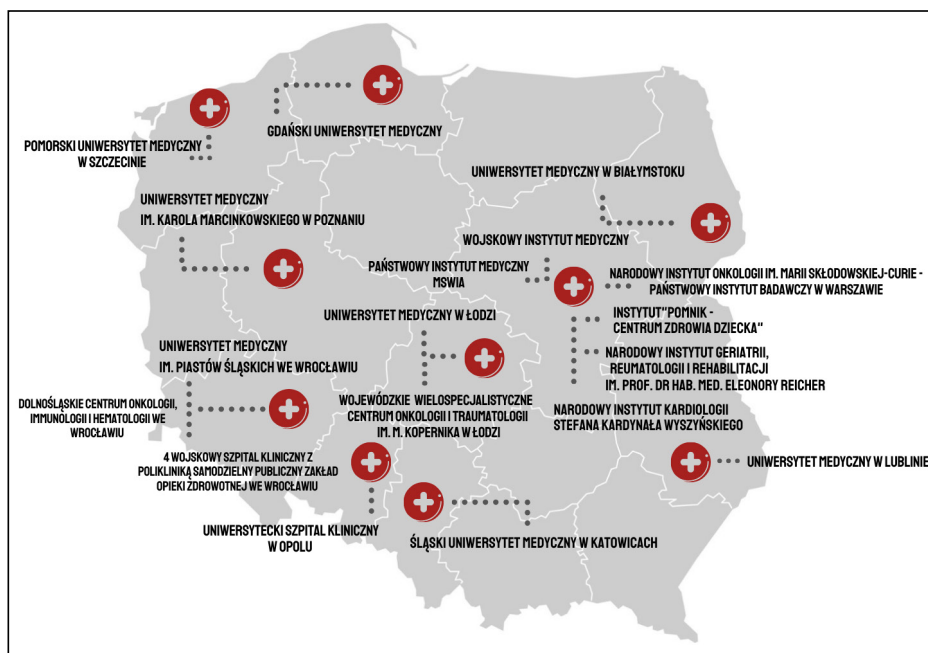 GDAŃSKI UNIWERSYTET MEDYCZNY
POMORSKI UNIWERSYTET MEDYCZNY
W SZCZECINIE
UNIWERSYTET MEDYCZNY W BIAŁYMSTOKU
UNIWERSYTET MEDYCZNY
IM. KAROLA MARCINKOWSKIEGO W POZNANIU
WOJSKOWY INSTYTUT MEDYCZNY
PAŃSTWOWY INSTYTUT MEDYCZNY
MSWIA
NARODOWY INSTYTUT ONKOLOGII IM. MARII SKŁODOWSKIEJ-CURIE -
PAŃSTWOWY INSTYTUT BADAWCZY W WARSZAWIE
INSTYTUT"POMNIK -
CENTRUM ZDROWIA DZIECKA"
NARODOWY INSTYTUT GERIATRII,
REUMATOLOGII I REHABILITACJI
IM. PROF. DR HAB. MED. ELEONORY REICHER
UNIWERSYTET MEDYCZNY W ŁODZI
UNIWERSYTET MEDYCZNY
IM. PIASTÓW ŚLĄSKICH WE WROCŁAWIU
DOLNOŚLĄSKIE CENTRUM ONKOLOGII,
IMMUNOLOGII I HEMATOLOGII WE
WROCŁAWIU
WOJEWÓDZKIE WIELOSPECJALISTYCZNE
CENTRUM ONKOLOGII I TRAUMATOLOGII
IM. M. KOPERNIKA W ŁODZI
NARODOWY INSTYTUT KARDIOLOGII
STEFANA KARDYNAŁA WYSZYŃSKIEGO
4 WOJSKOWY SZPITAL KLINICZNY Z
POLIKLINIKĄ SAMODZIELNY PUBLICZNY ZAKŁAD
OPIEKI ZDROWOTNEJ WE WROCŁAWIU
UNIWERSYTET MEDYCZNY W LUBLINIE
UNIWERSYTECKI SZPITAL KLINICZNY
W OPOLU
ŚLĄSKI UNIWERSYTET MEDYCZNY W KATOWICACH